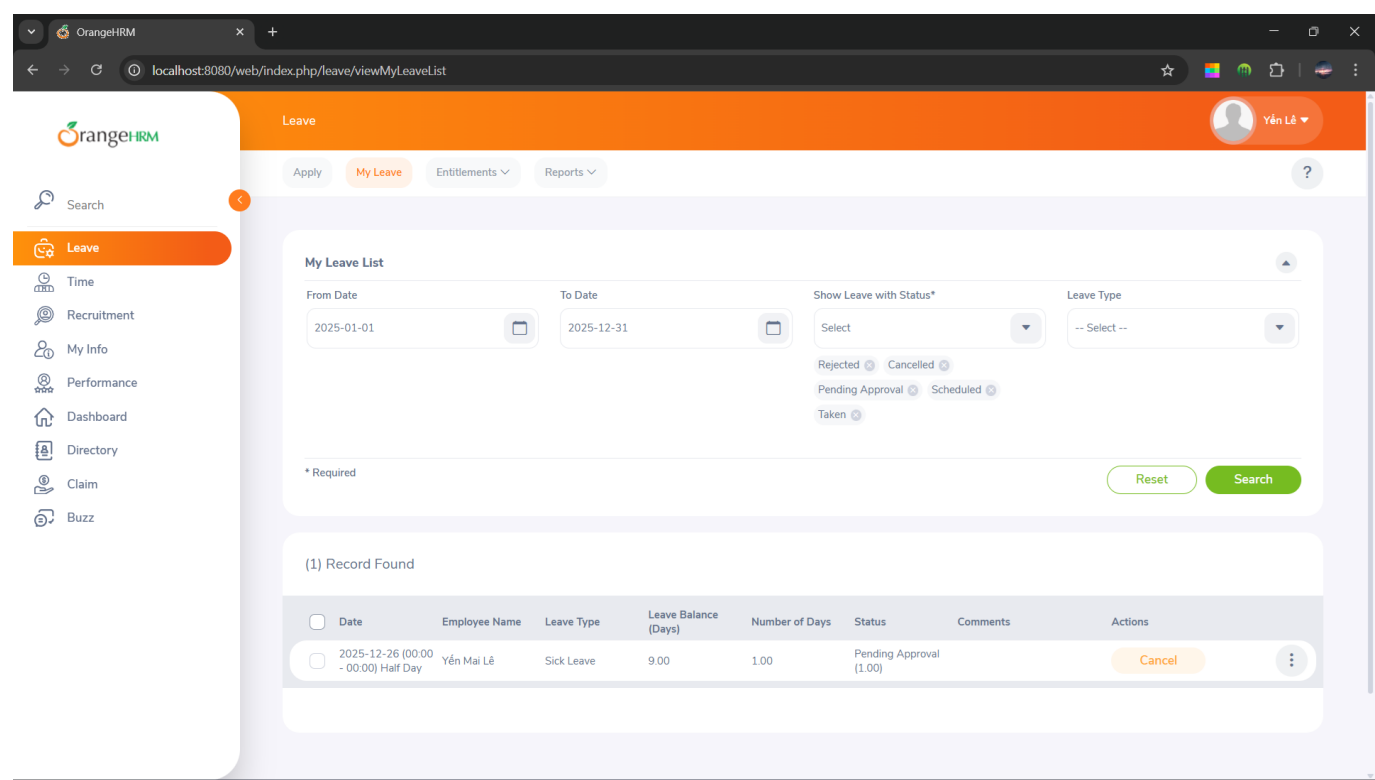 OrangeHRM
localhost:8080/web/index.php/leave/viewMyLeaveList
OrangeHRM
Leave
Yến Lê
Apply
My Leave
Entitlements
Reports
?
Search
Leave
Time
Recruitment
My Info
Performance
Dashboard
Directory
Claim
Buzz
My Leave List
From Date
To Date
Show Leave with Status*
Leave Type
2025-01-01
2025-12-31
Select
-- Select --
Rejected
Cancelled
Pending Approval
Scheduled
Taken
* Required
Reset
Search
(1) Record Found
Date
Employee Name
Leave Type
Leave Balance
(Days)
Number of Days
Status
Comments
Actions
2025-12-26 (00:00
- 00:00) Half Day
Yến Mai Lê
Sick Leave
9.00
1.00
Pending Approval
(1.00)
Cancel